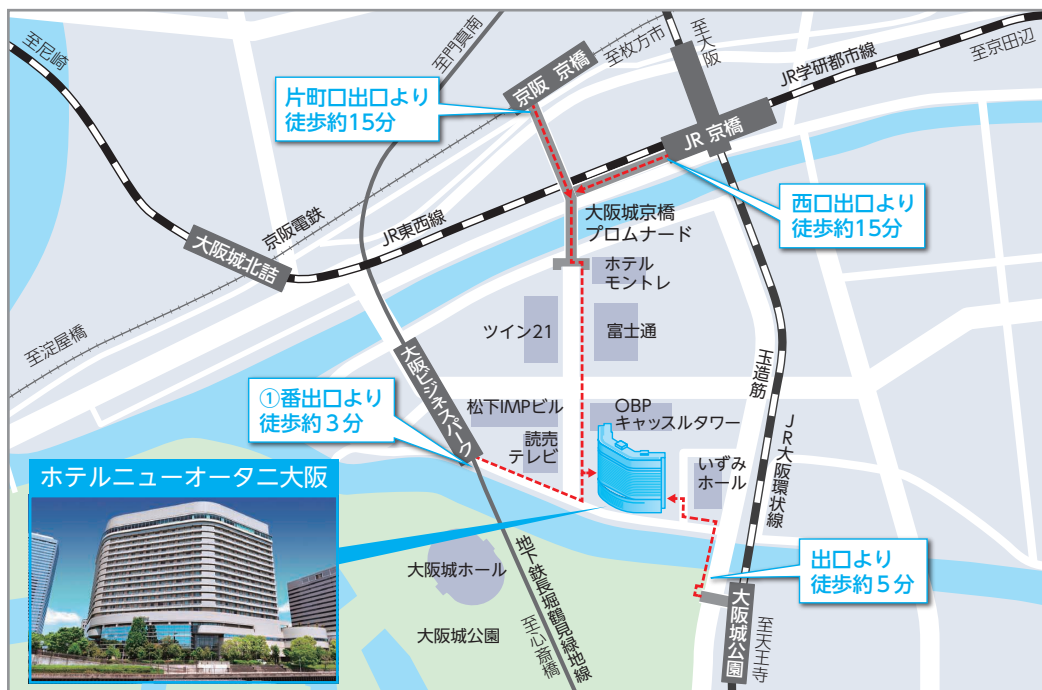 至尼崎
至門真南
京阪 京橋
至枚方市
至大阪
JR学研都市線
至京田辺
片町口出口より
徒歩約15分
JR 京橋
西口出口より
徒歩約15分
大阪城京橋
プロムナード
京阪電鉄
JR東西線
大阪城北詰
ホテル
モントレ
至淀屋橋
ツイン21
富士通
大阪ビジネスパーク
玉造筋
①番出口より
徒歩約3分
松下IMPビル
OBP
キャッスルタワー
読売
テレビ
いずみ
ホール
JR大阪環状線
ホテルニューオータニ大阪
大阪城ホール
地下鉄長堀鶴見緑地線
出口より
徒歩約5分
大阪城公園
至心斎橋
大阪城公園
至天王寺